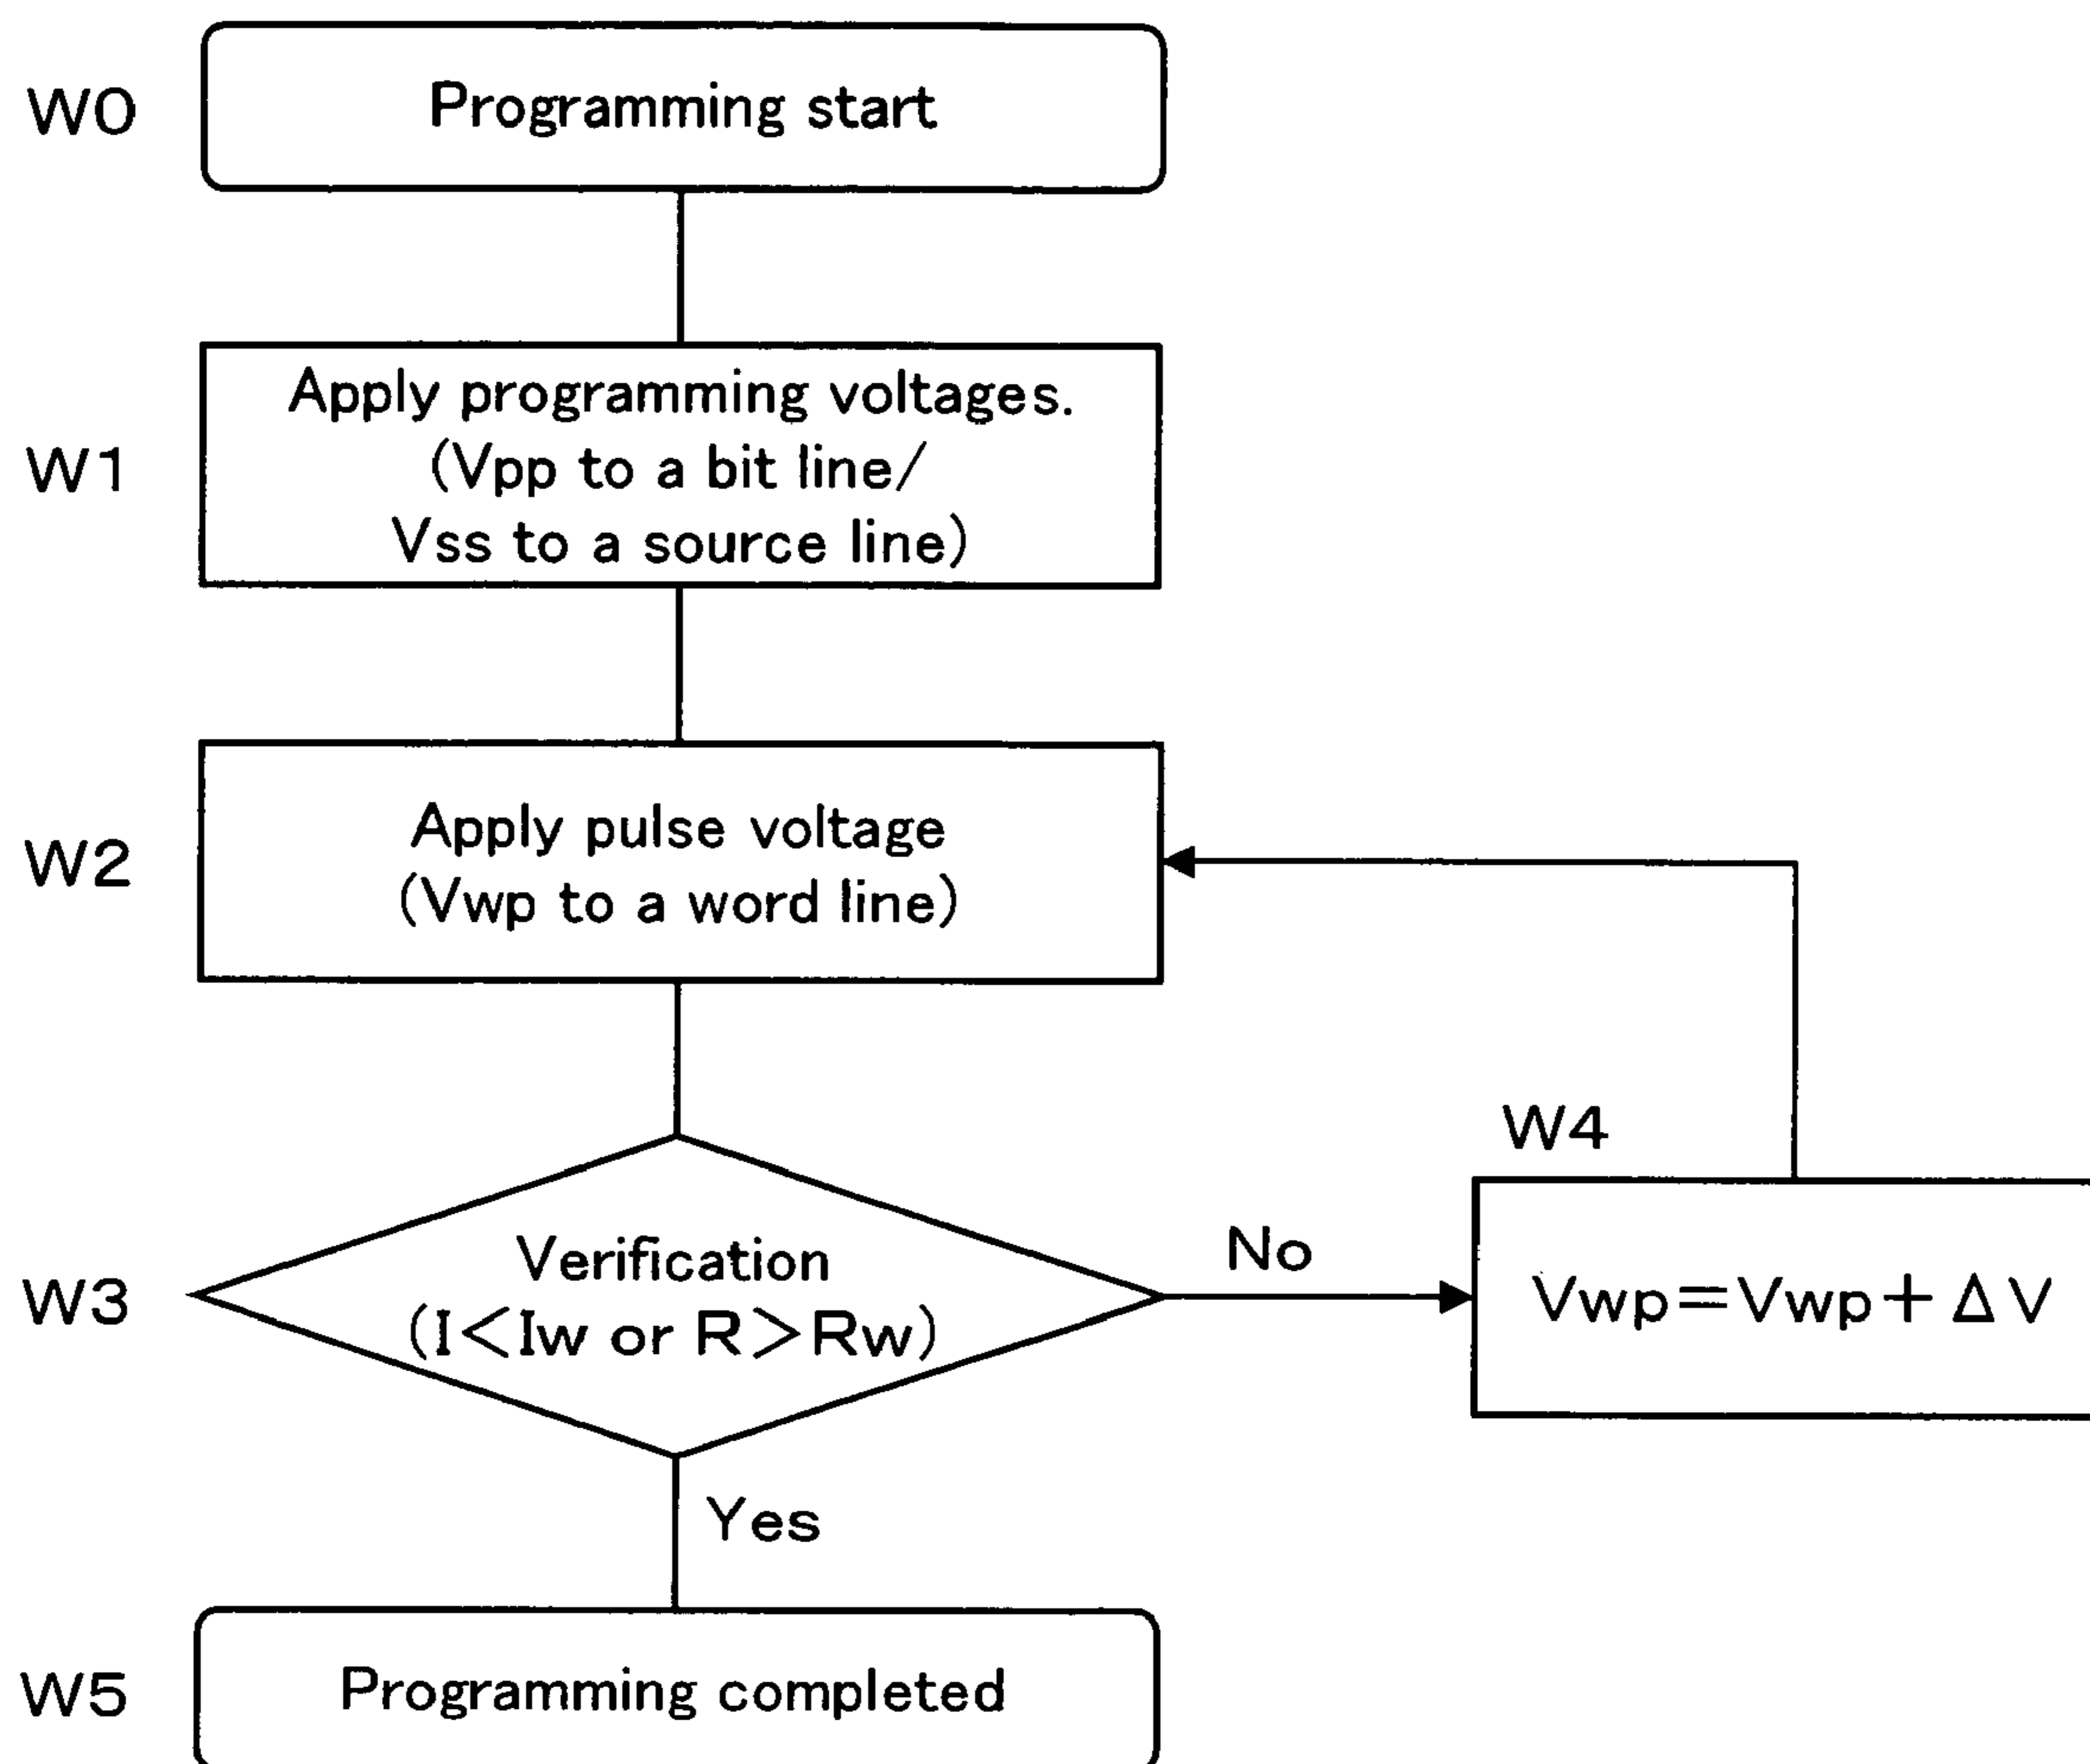 W0
Programming start
W1
Apply programming voltages.
(Vpp to a bit line/
Vss to a source line)
W2
Apply pulse voltage
(Vwp to a word line)
W4
W3
Verification
(I<Iw or R>Rw)
No
Vwp=Vwp+ΔV
Yes
W5
Programming completed